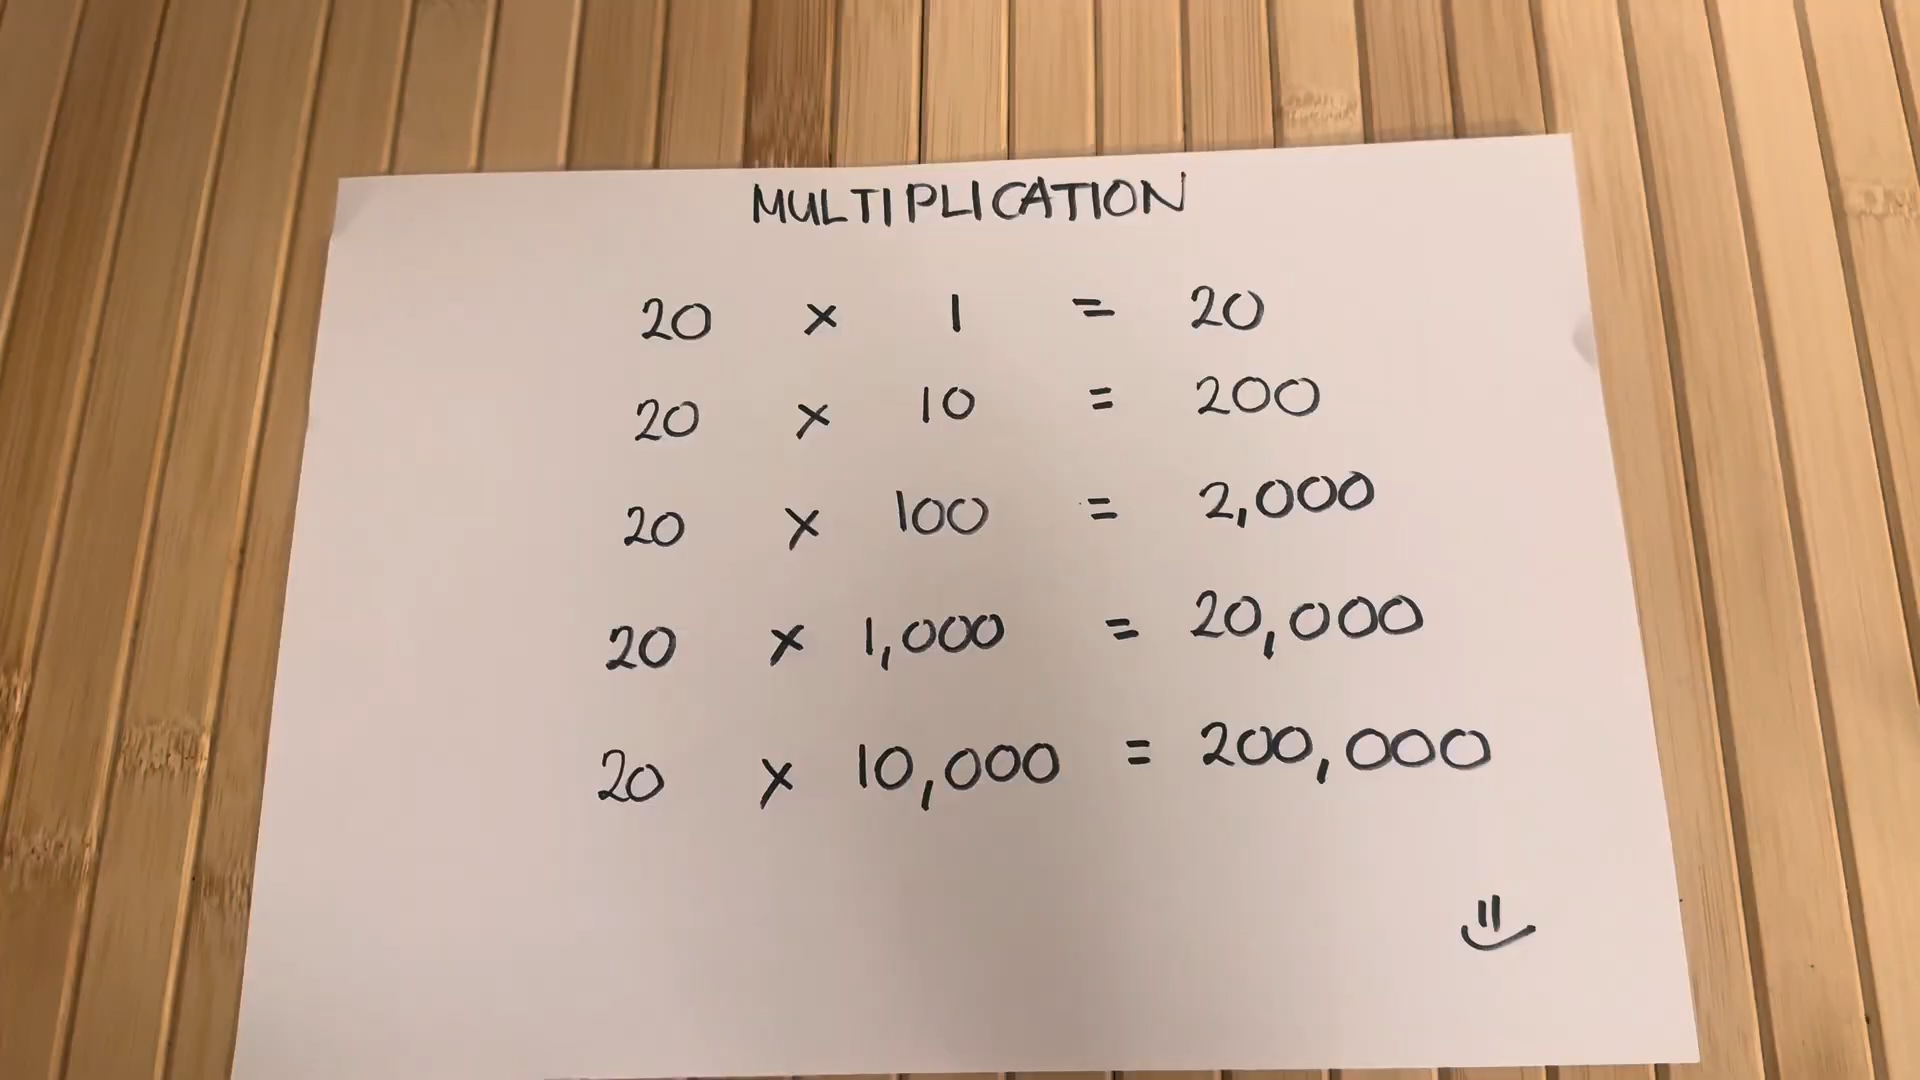 MULTIPLICATION
20 × 1 = 20
20 × 10 = 200
20 × 100 = 2,000
20 × 1,000 = 20,000
20 × 10,000 = 200,000